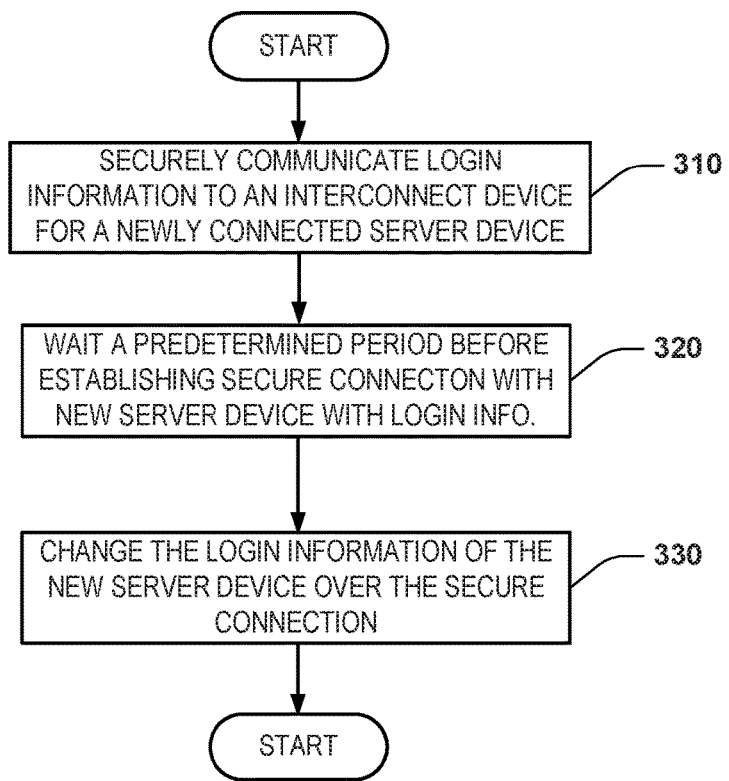 START
SECURELY COMMUNICATE LOGIN
INFORMATION TO AN INTERCONNECT DEVICE
FOR A NEWLY CONNECTED SERVER DEVICE
310
WAIT A PREDETERMINED PERIOD BEFORE
ESTABLISHING SECURE CONNECTON WITH
NEW SERVER DEVICE WITH LOGIN INFO.
320
CHANGE THE LOGIN INFORMATION OF THE
NEW SERVER DEVICE OVER THE SECURE
CONNECTION
330
START